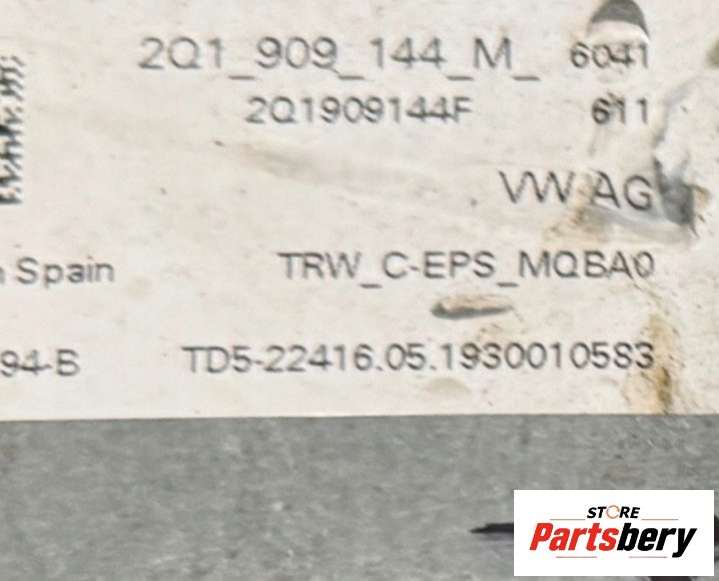 2Q1_909_144_M_ 6041
2Q1909144F 611
VW AG
Spain TRW_C-EPS_MQBA0
94-B TD5-22416.05.1930010583
STORE
Partsbery